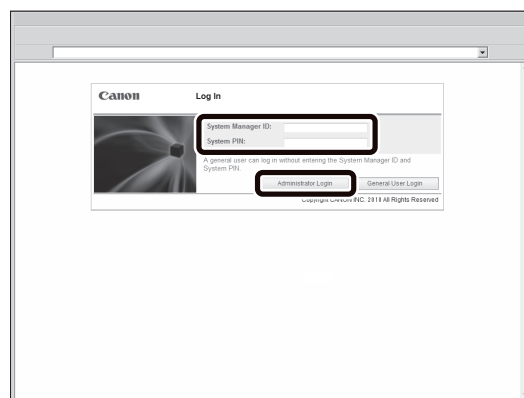 Canon
Log In
System Manager ID:
System PIN:
A general user can log in without entering the System Manager ID and
System PIN.
Administrator Login
General User Login
Copyright CANON INC. 2010 All Rights Reserved